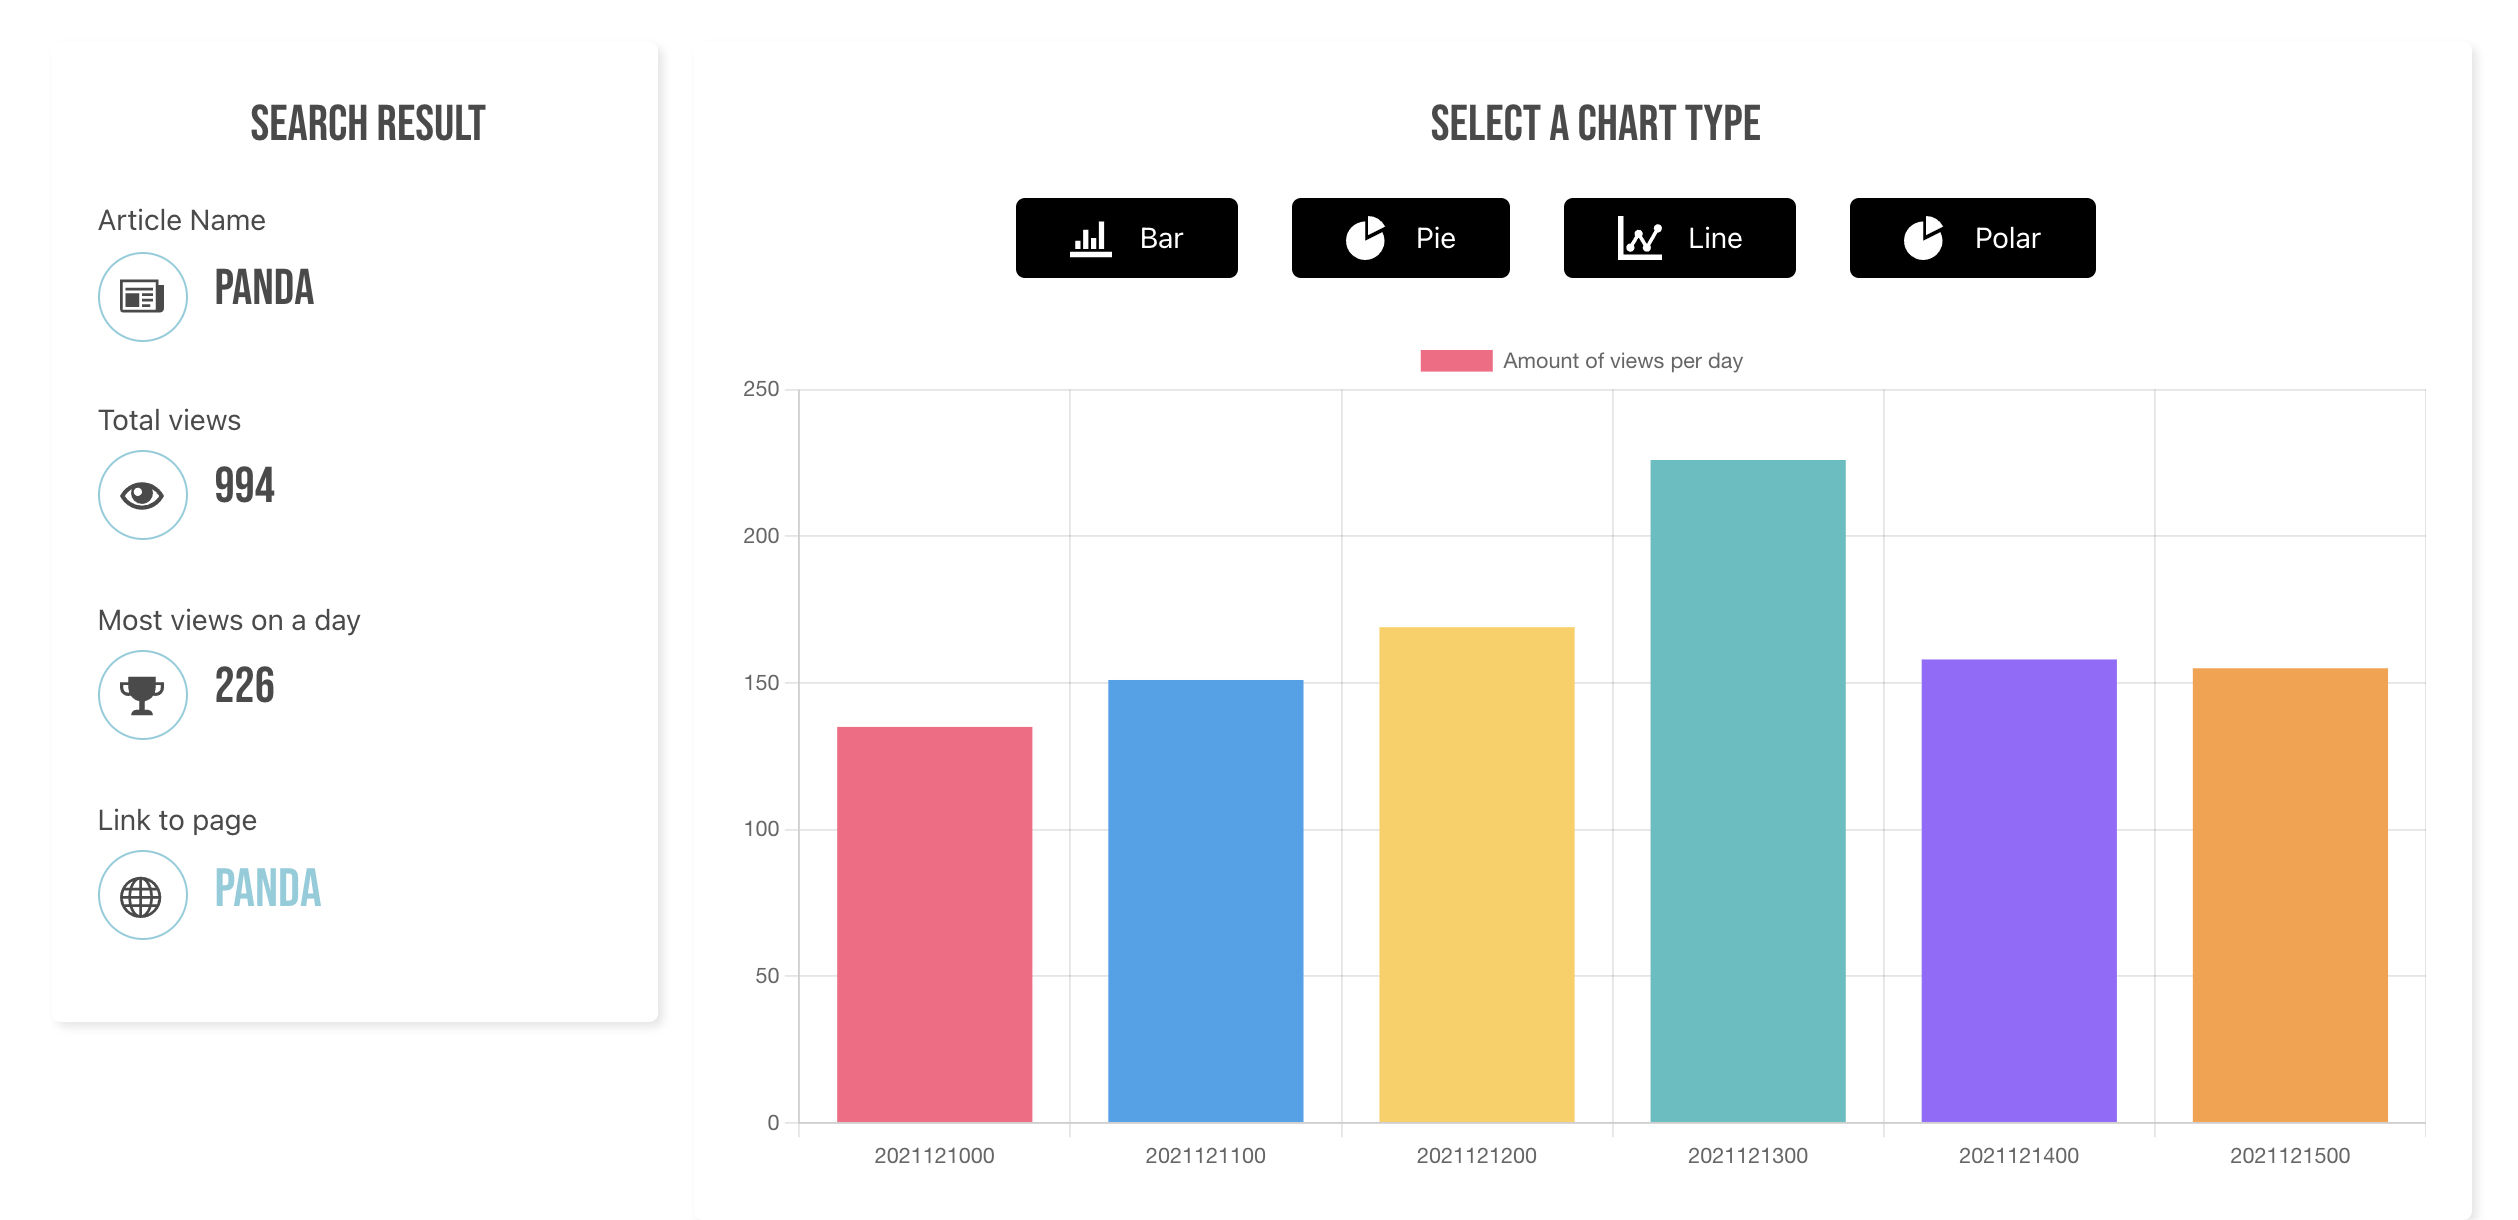 SEARCH RESULT
Article Name
PANDA
Total views
994
Most views on a day
226
Link to page
PANDA
SELECT A CHART TYPE
Bar
Pie
Line
Polar
Amount of views per day
250
200
150
100
50
0
2021121000
2021121100
2021121200
2021121300
2021121400
2021121500